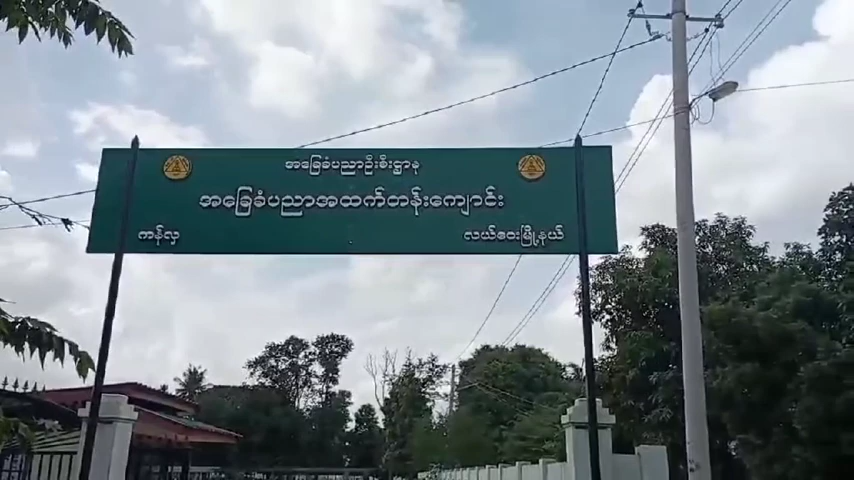 အခြေခံပညာဦးစီးဌာန
အခြေခံပညာအထက်တန်းကျောင်း
ကန်လှ လယ်ဝေးမြို့နယ်